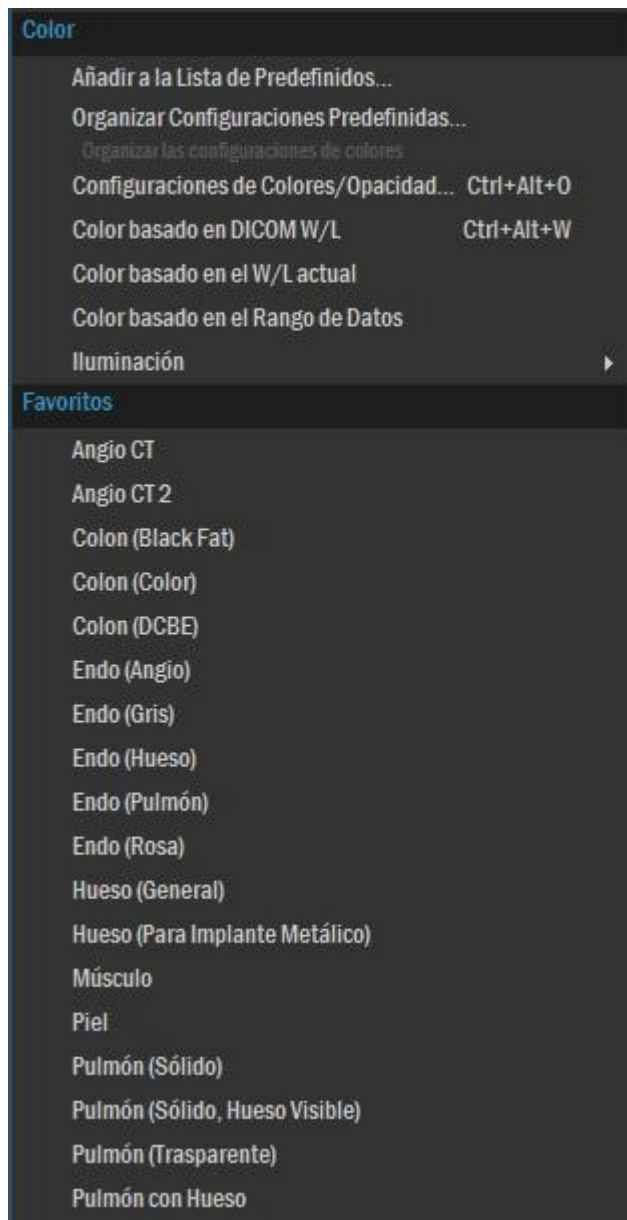 Color
Añadir a la Lista de Predefinidos...
Organizar Configuraciones Predefinidas...
Organizar las configuraciones de colores
Configuraciones de Colores/Opacidad... Ctrl+Alt+O
Color basado en DICOM W/L Ctrl+Alt+W
Color basado en el W/L actual
Color basado en el Rango de Datos
Iluminación
Favoritos
Angio CT
Angio CT 2
Colon (Black Fat)
Colon (Color)
Colon (DCBE)
Endo (Angio)
Endo (Gris)
Endo (Hueso)
Endo (Pulmón)
Endo (Rosa)
Hueso (General)
Hueso (Para Implante Metálico)
Músculo
Piel
Pulmón (Sólido)
Pulmón (Sólido, Hueso Visible)
Pulmón (Trasparente)
Pulmón con Hueso